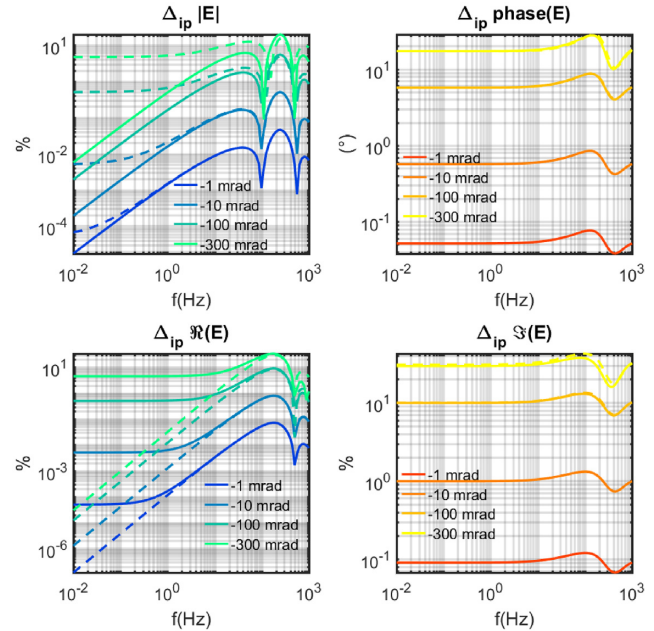 Δip |E|
%
10^1
10^-2
10^-4
-1 mrad
-10 mrad
-100 mrad
-300 mrad
10^-2
10^0
10^3
f(Hz)
Δip phase(E)
(°)
10^1
10^0
10^-1
-1 mrad
-10 mrad
-100 mrad
-300 mrad
10^-2
10^0
10^3
f(Hz)
Δip ℜ(E)
%
10^1
10^-3
10^-6
-1 mrad
-10 mrad
-100 mrad
-300 mrad
10^-2
10^0
10^3
f(Hz)
Δip ℑ(E)
%
10^1
10^0
10^-1
-1 mrad
-10 mrad
-100 mrad
-300 mrad
10^-2
10^0
10^3
f(Hz)